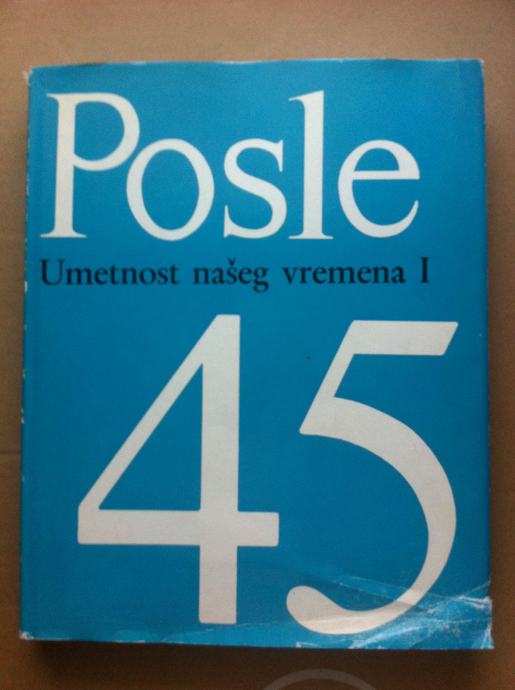 Posle
Umetnost našeg vremena I
45